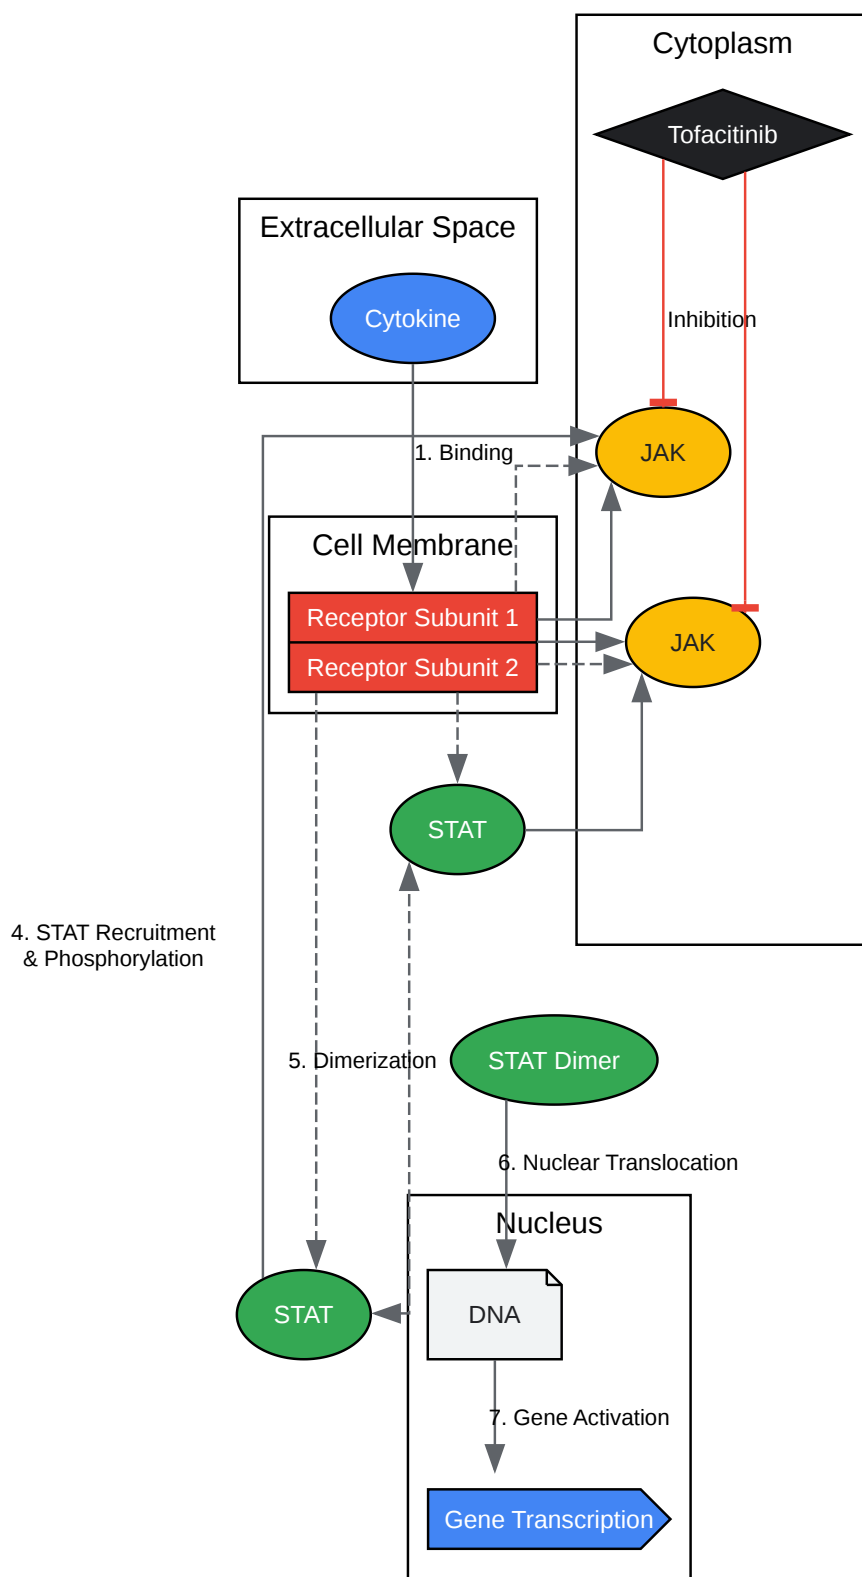 Cytoplasm
Tofacitinib
Extracellular Space
Cytokine
Inhibition
1. Binding
JAK
Cell Membrane
Receptor Subunit 1
Receptor Subunit 2
JAK
STAT
4. STAT Recruitment
& Phosphorylation
5. Dimerization
STAT Dimer
6. Nuclear Translocation
Nucleus
STAT
DNA
7. Gene Activation
Gene Transcription